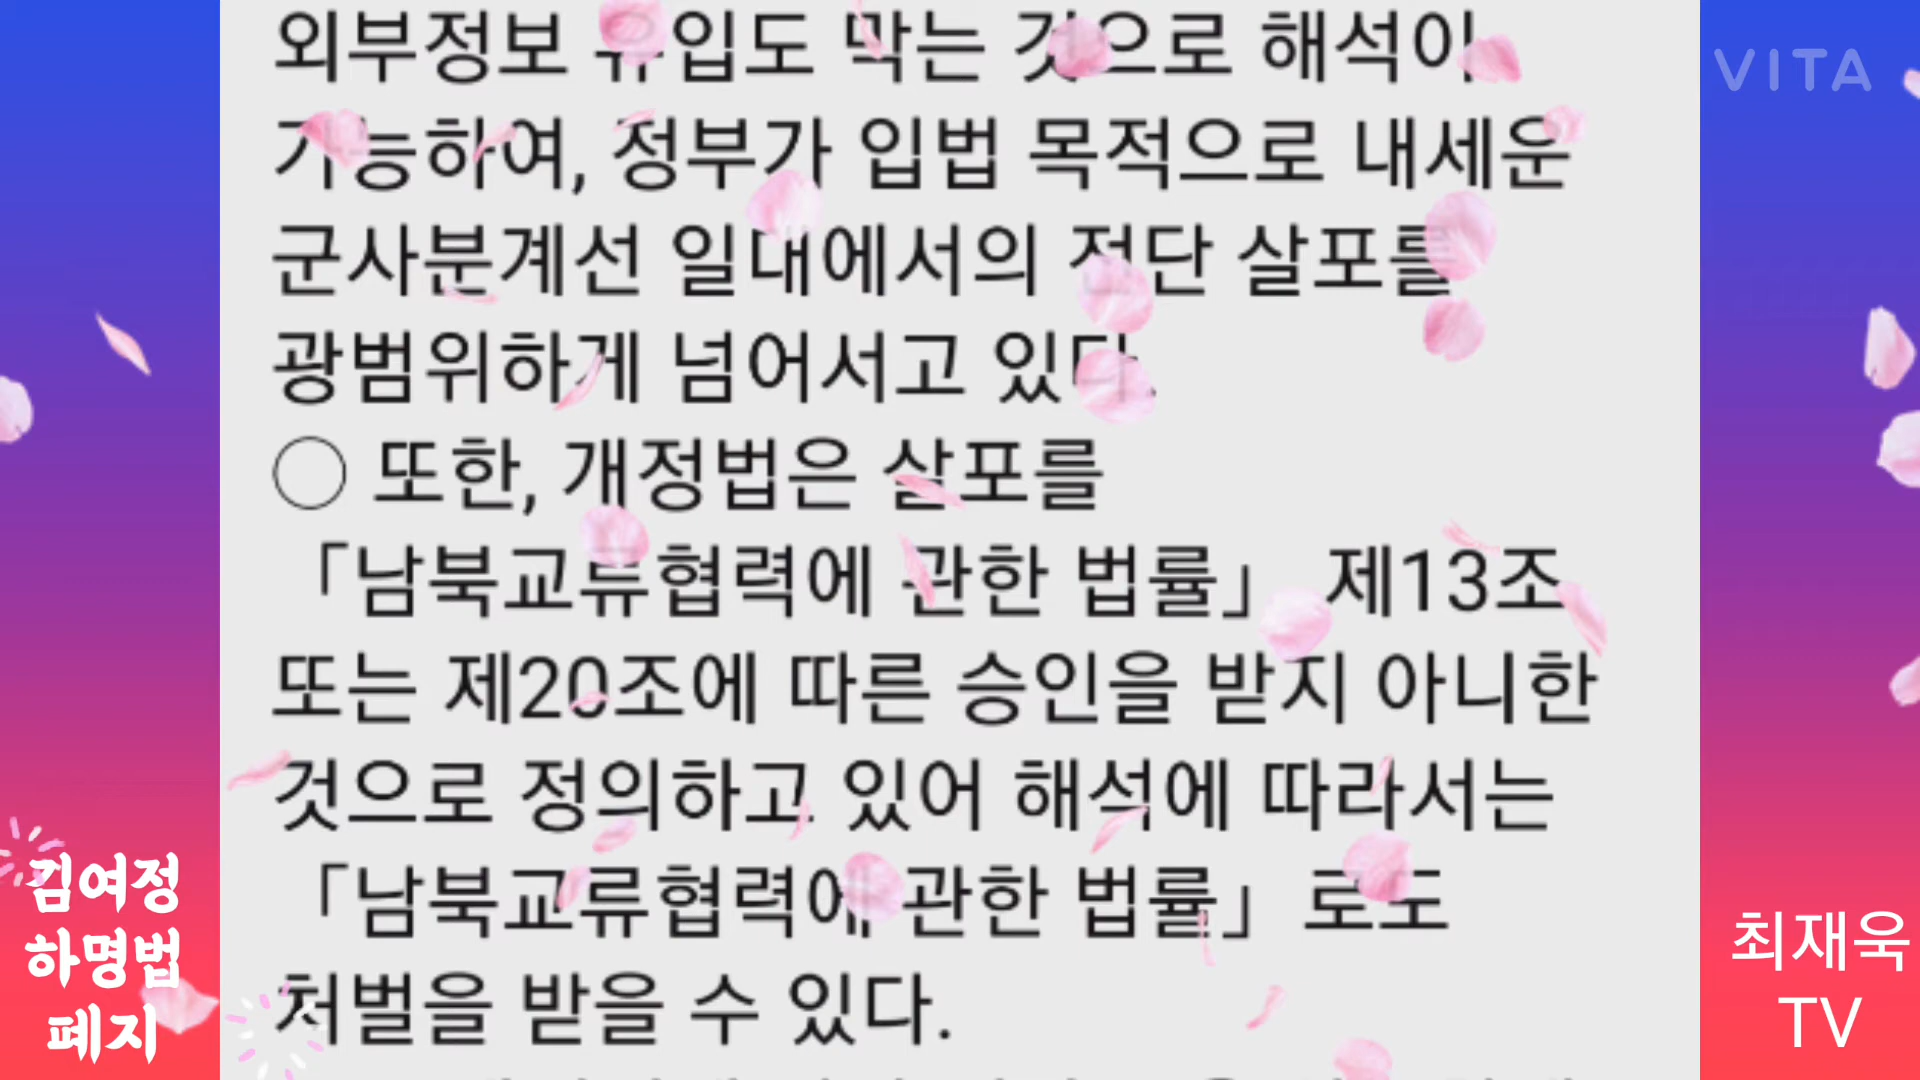 외부정보 유입도 막는 것으로 해석이
가능하여, 정부가 입법 목적으로 내세운
군사분계선 일대에서의 전단 살포를
광범위하게 넘어서고 있다.
○ 또한, 개정법은 살포를
「남북교류협력에 관한 법률」 제13조
또는 제20조에 따른 승인을 받지 아니한
것으로 정의하고 있어 해석에 따라서는
「남북교류협력에 관한 법률」로도
처벌을 받을 수 있다.
VITA
김여정
하명법
폐지
최재욱
TV